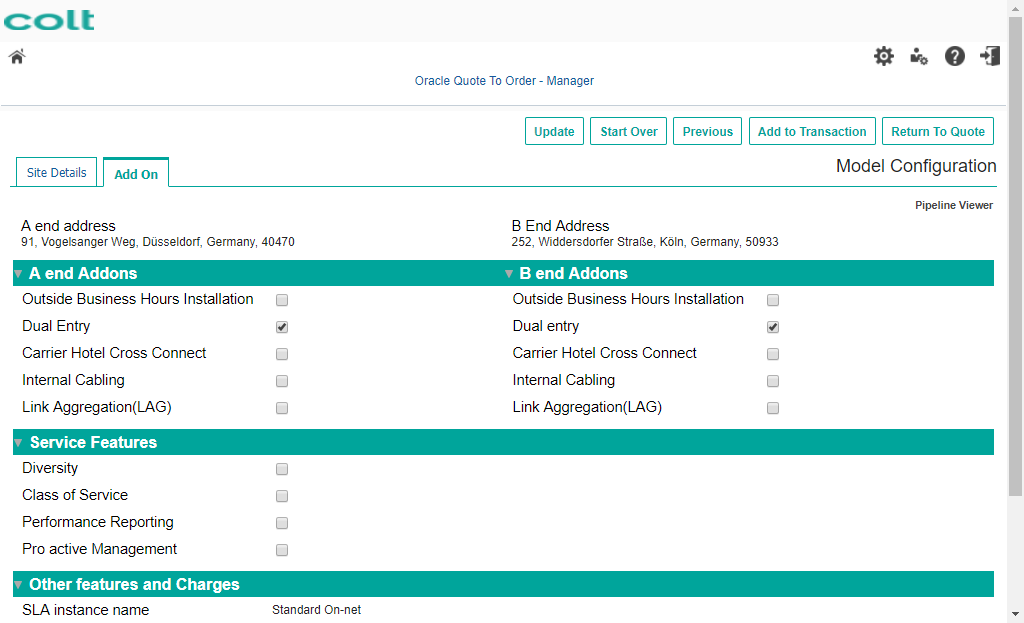 colt
Oracle Quote To Order - Manager
Update Start Over Previous Add to Transaction Return To Quote
Site Details Add On Model Configuration
Pipeline Viewer
A end address B End Address
91, Vogelsanger Weg, Düsseldorf, Germany, 40470 252, Widdersdorfer Straße, Köln, Germany, 50933
A end Addons B end Addons
Outside Business Hours Installation Outside Business Hours Installation
Dual Entry Dual entry
Carrier Hotel Cross Connect Carrier Hotel Cross Connect
Internal Cabling Internal Cabling
Link Aggregation(LAG) Link Aggregation(LAG)
Service Features
Diversity
Class of Service
Performance Reporting
Pro active Management
Other features and Charges
SLA instance name Standard On-net